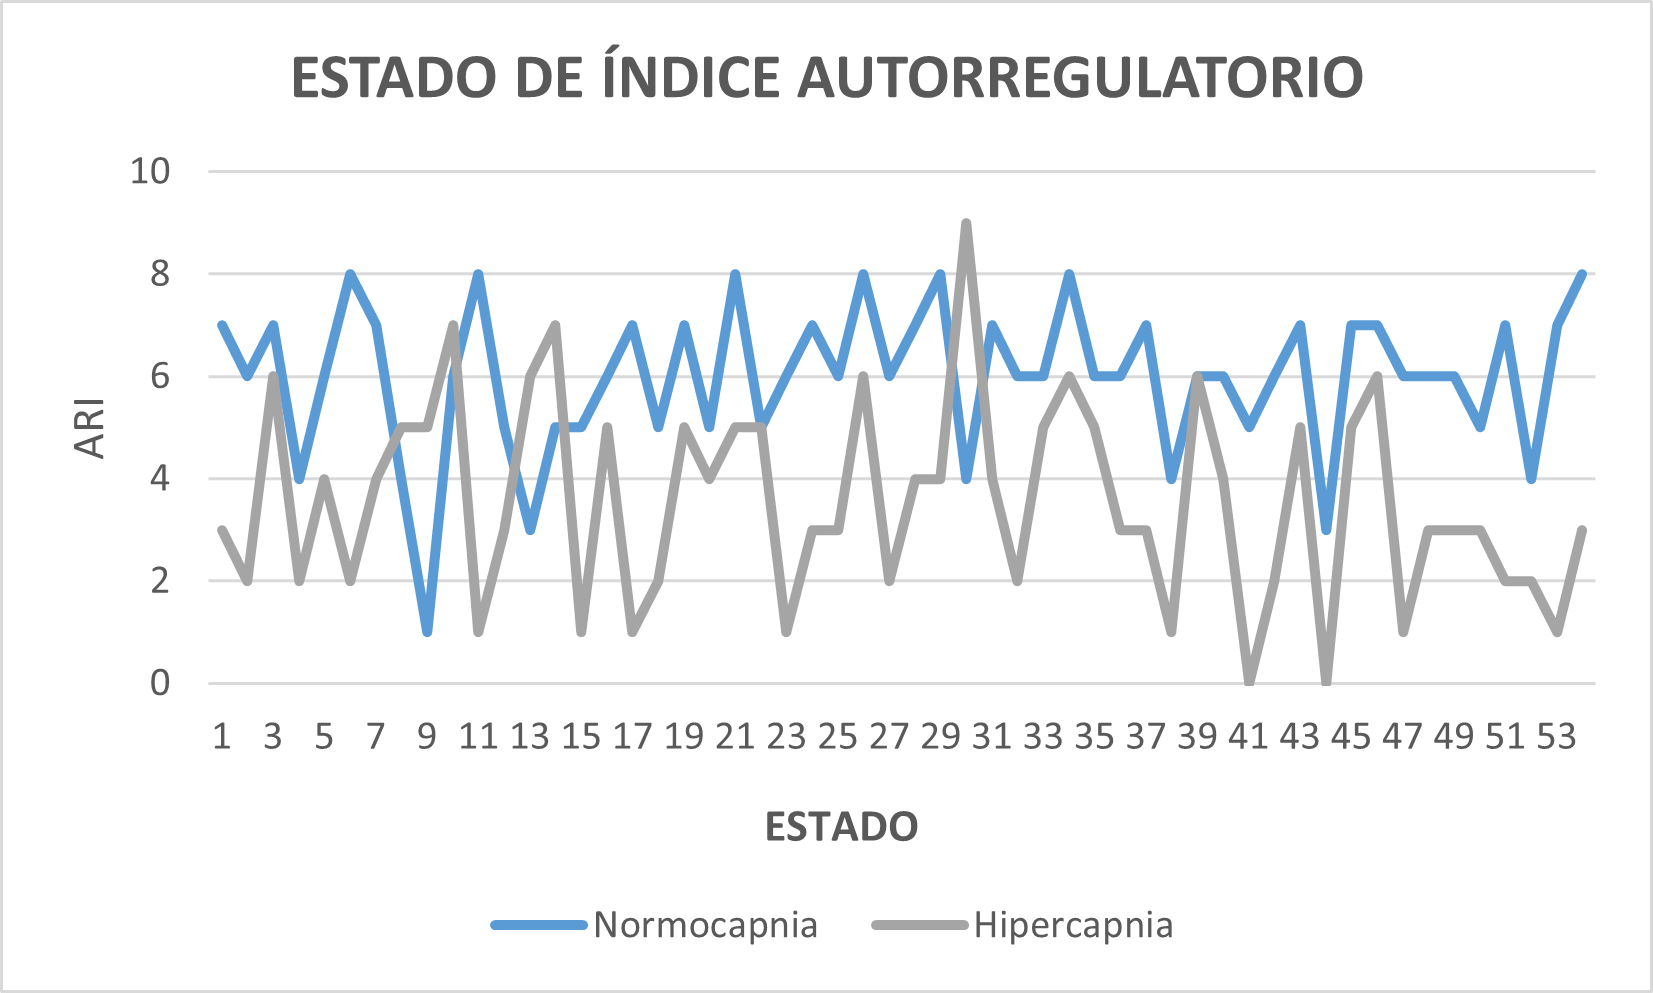 ESTADO DE ÍNDICE AUTORREGULATORIO
10
8
6
4
2
0
ARI
1 3 5 7 9 11 13 15 17 19 21 23 25 27 29 31 33 35 37 39 41 43 45 47 49 51 53
ESTADO
Normocapnia Hipercapnia